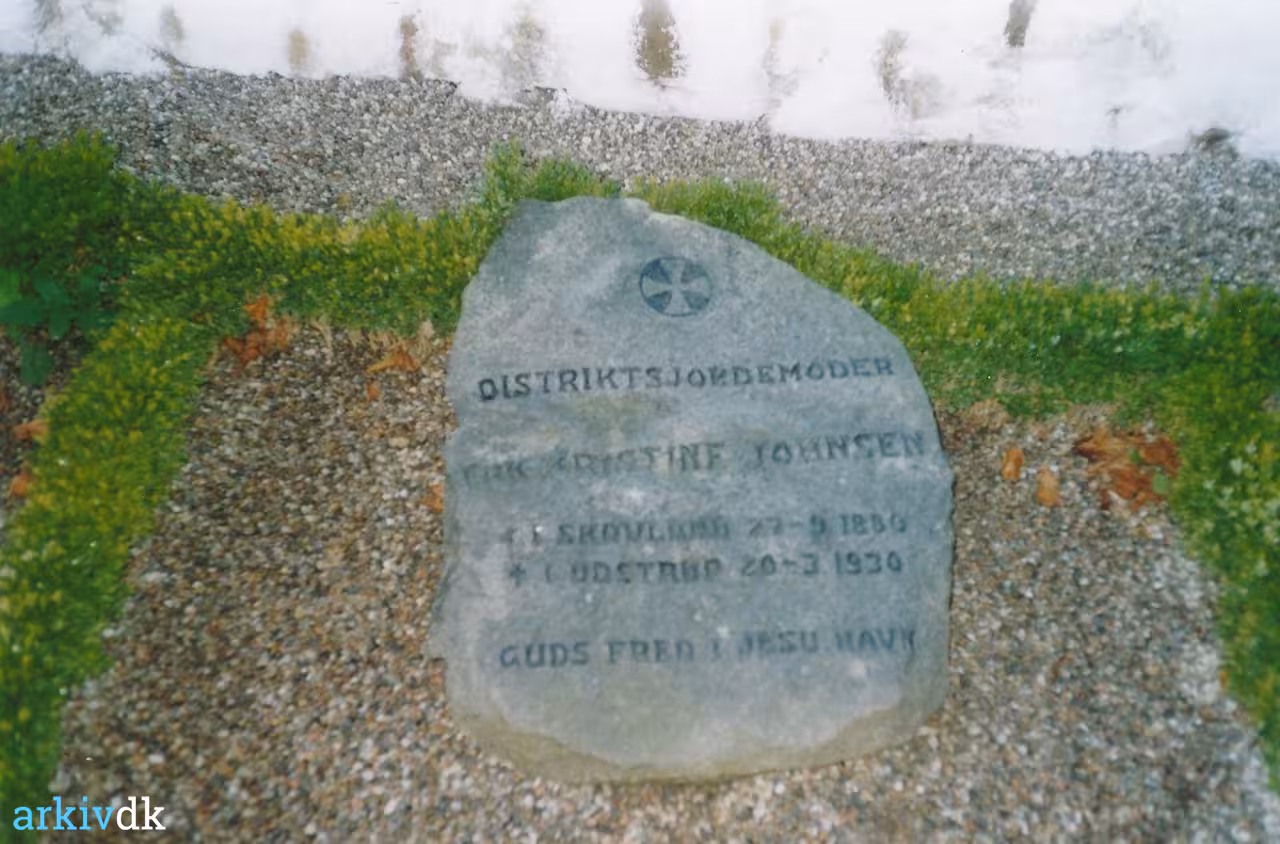 DISTRIKTSJORDEMODER
KRISTINE JOHNSEN
I SKOVLUND 27-9 1880
+ I UDSTRUP 20-3 1930
GUDS FRED I JESU NAVN
arkivdk